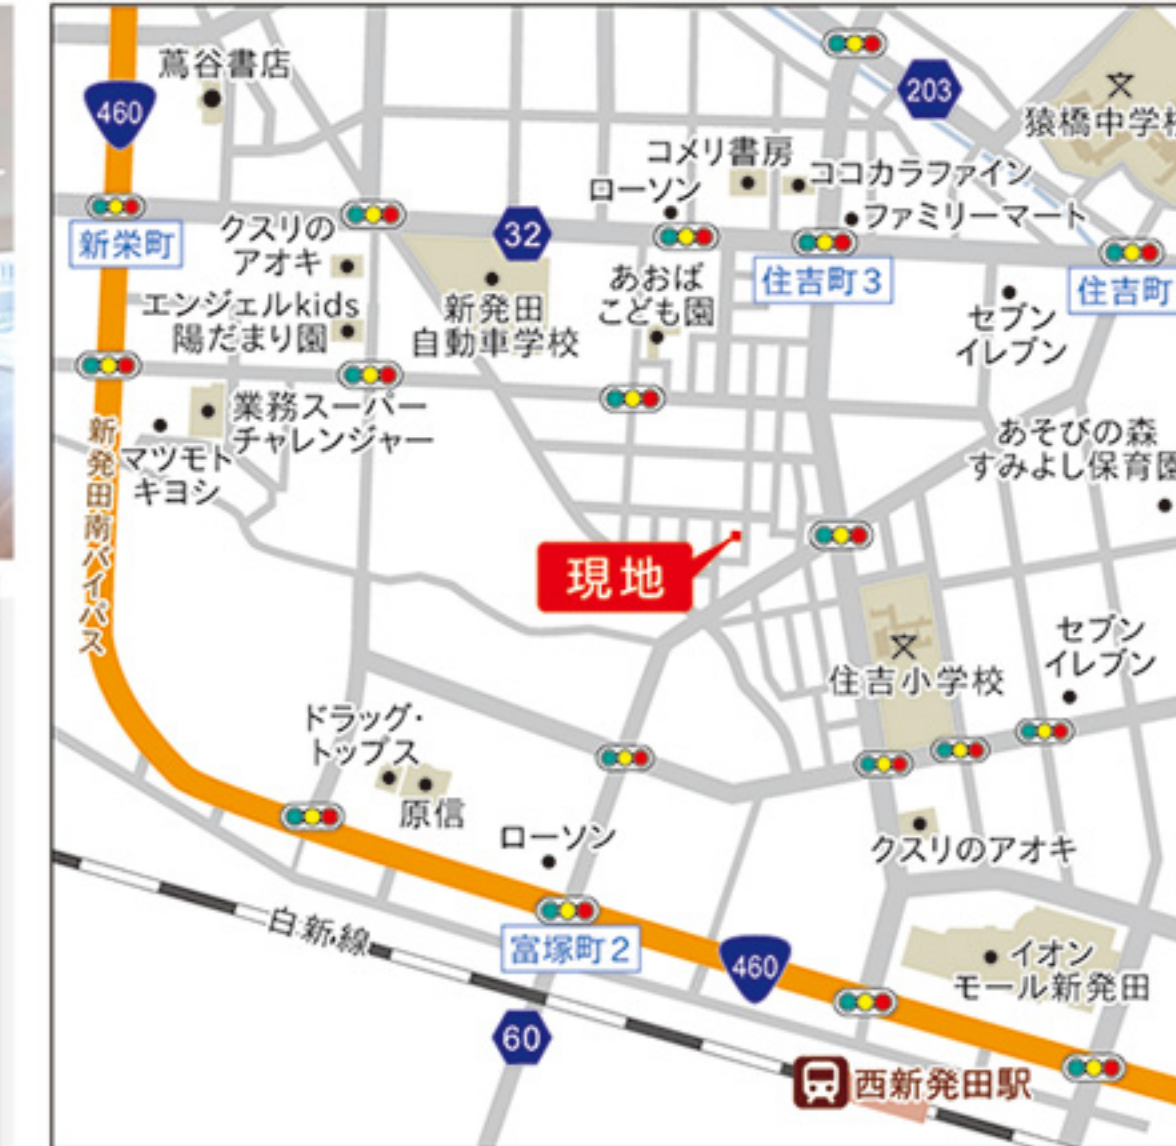 蔦谷書店
460
203
猿橋中学校
コメリ書房
ローソン
ココカラファイン
ファミリーマート
新栄町
クスリの
アオキ
32
住吉町3
住吉町
あおば
こども園
新発田
自動車学校
エンジェルkids
陽だまり園
セブン
イレブン
業務スーパー
チャレンジャー
マツモト
キヨシ
あそびの森
すみよし保育園
新発田南バイパス
現地
住吉小学校
セブン
イレブン
ドラッグ・
トップス
原信
ローソン
クスリのアオキ
白新線
富塚町2
460
イオン
モール新発田
60
西新発田駅